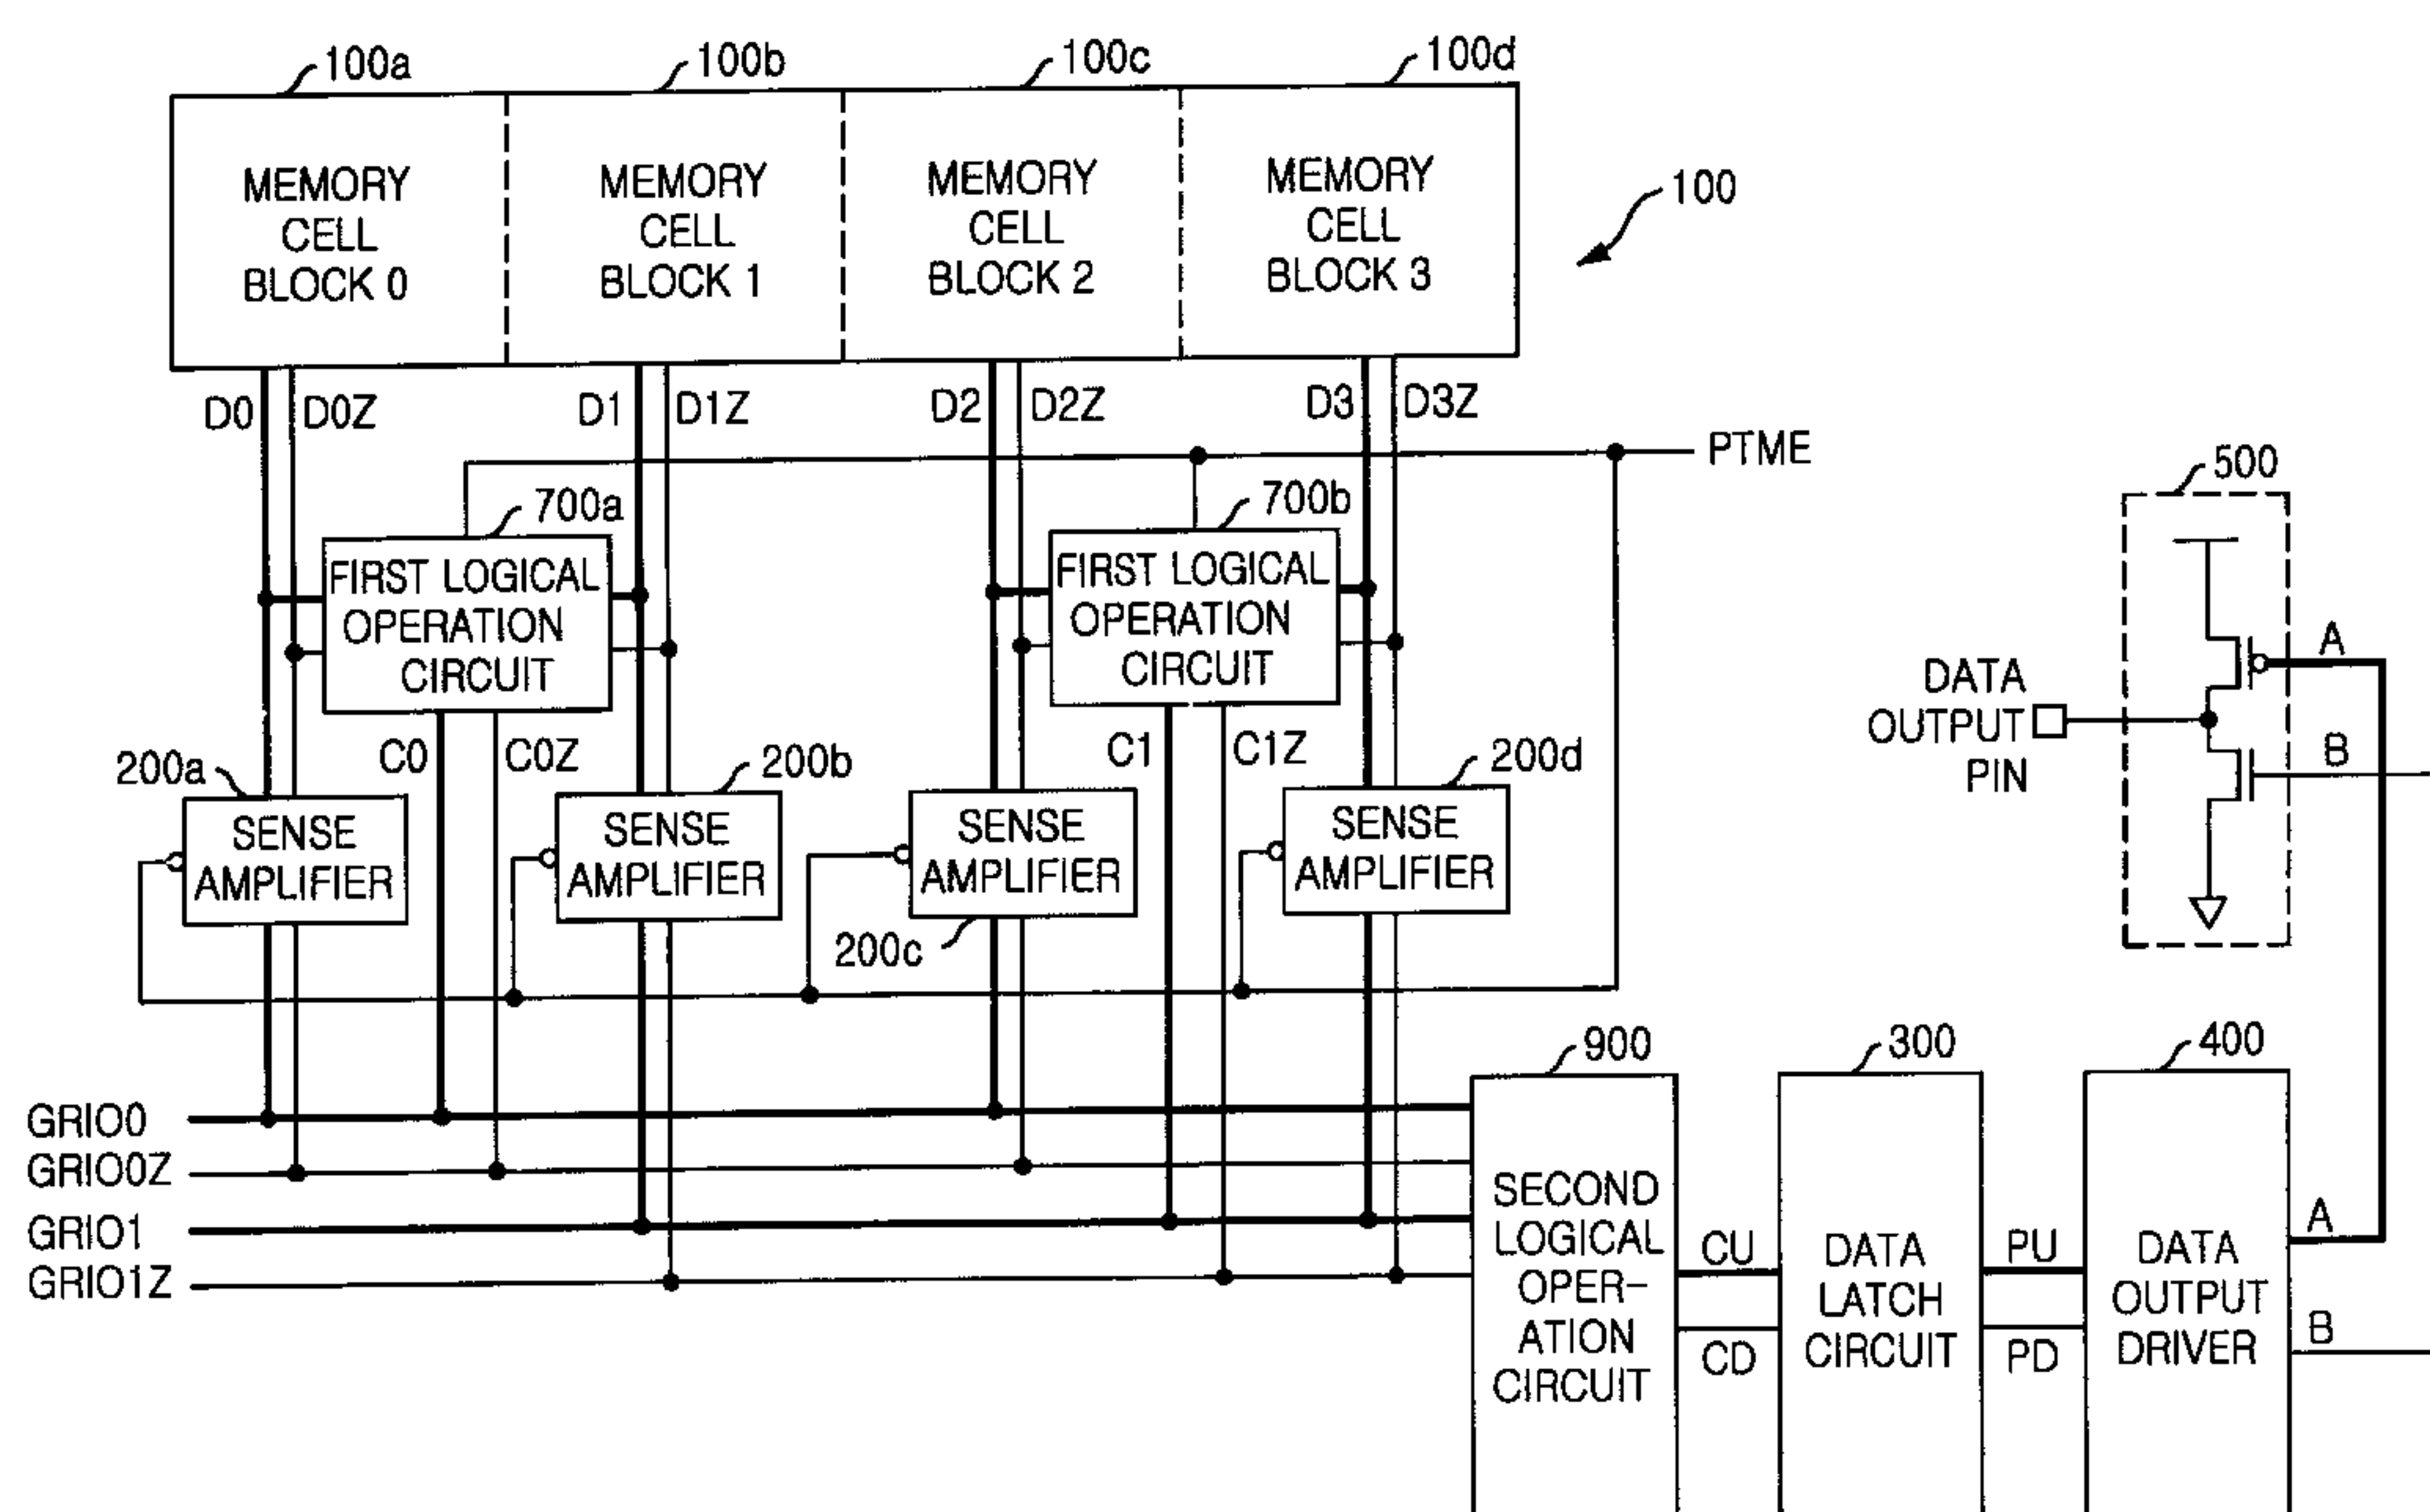 100a
100b
100c
100d
MEMORY
CELL
BLOCK 0
MEMORY
CELL
BLOCK 1
MEMORY
CELL
BLOCK 2
MEMORY
CELL
BLOCK 3
100
D0
D0Z
D1
D1Z
D2
D2Z
D3
D3Z
PTME
500
700a
FIRST LOGICAL
OPERATION
CIRCUIT
700b
FIRST LOGICAL
OPERATION
CIRCUIT
A
DATA
OUTPUT
PIN
B
C0
C0Z
C1
C1Z
200a
SENSE
AMPLIFIER
200b
SENSE
AMPLIFIER
200c
SENSE
AMPLIFIER
200d
SENSE
AMPLIFIER
900
300
400
GRIO0
GRIO0Z
GRIO1
GRIO1Z
SECOND
LOGICAL
OPER-
ATION
CIRCUIT
CU
CD
DATA
LATCH
CIRCUIT
PU
PD
DATA
OUTPUT
DRIVER
A
B